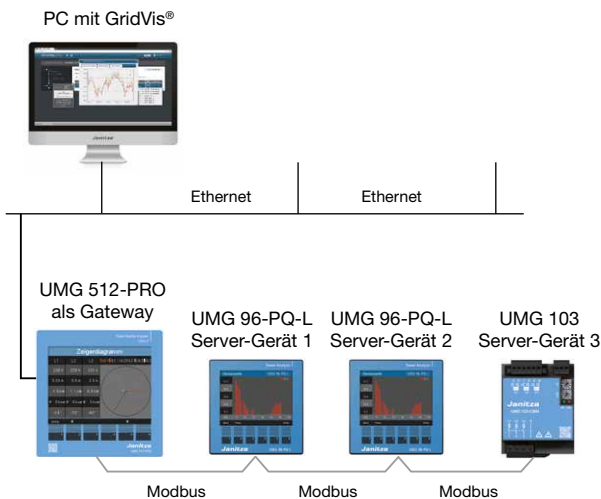 PC mit GridVis®
Janitza
Ethernet
Ethernet
UMG 512-PRO
als Gateway
UMG 96-PQ-L
Server-Gerät 1
UMG 96-PQ-L
Server-Gerät 2
UMG 103
Server-Gerät 3
Zeigerdiagramm
Janitza
Janitza
Janitza
Modbus
Modbus
Modbus